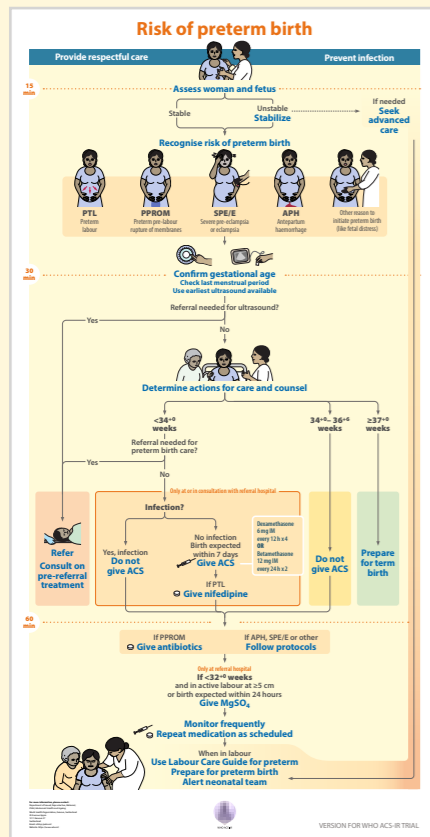 Risk of preterm birth
Provide respectful care
Prevent infection
15
min
Assess woman and fetus
Stable
Unstable
Stabilize
If needed
Seek
advanced
care
Recognise risk of preterm birth
PTL
Preterm
labour
PPROM
Preterm pre-labour
rupture of membranes
SPE/E
Severe pre-eclampsia
or eclampsia
APH
Antepartum
haemorrhage
Other reason to
initiate preterm birth
(like fetal distress)
30
min
Confirm gestational age
Check last menstrual period
Use earliest ultrasound available
Referral needed for ultrasound?
Yes
No
Determine actions for care and counsel
<34+0
weeks
34+0– 36+6
weeks
≥37+0
weeks
Referral needed for
preterm birth care?
Yes
No
Only at or in consultation with referral hospital
Infection?
Yes, infection
Do not
give ACS
No infection
Birth expected
within 7 days
Give ACS
Dexamethasone
6 mg IM
every 12 h x 4
OR
Betamethasone
12 mg IM
every 24 h x 2
If PTL
Give nifedipine
Refer
Consult on
pre-referral
treatment
Do not
give ACS
Prepare
for term
birth
60
min
If PPROM
Give antibiotics
If APH, SPE/E or other
Follow protocols
Only at referral hospital
If <32+0 weeks
and in active labour at ≥5 cm
or birth expected within 24 hours
Give MgSO4
Monitor frequently
Repeat medication as scheduled
When in labour
Use Labour Care Guide for preterm
Prepare for preterm birth
Alert neonatal team
VERSION FOR WHO ACS-IR TRIAL